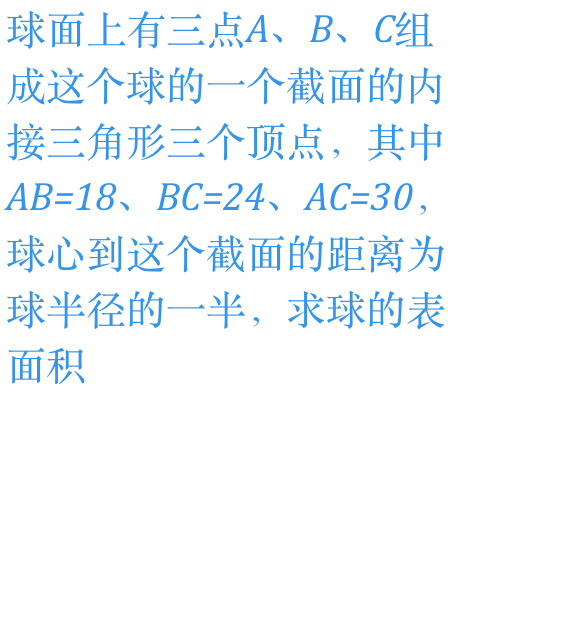 球面上有三点A、B、C组
成这个球的一个截面的内
接三角形三个顶点，其中
AB=18、BC=24、AC=30，
球心到这个截面的距离为
球半径的一半，求球的表
面积